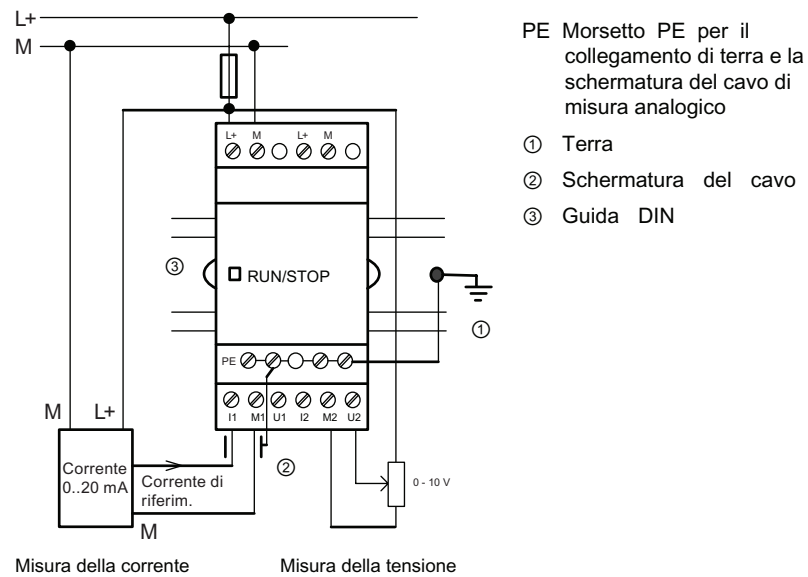 L+
M
L+ M L+ M
③
RUN/STOP
①
PE
I1 M1 U1 I2 M2 U2
M L+
②
Corrente
0..20 mA
Corrente di
riferim.
M
0 - 10 V
Misura della corrente
Misura della tensione
PE Morsetto PE per il
collegamento di terra e la
schermatura del cavo di
misura analogico
① Terra
② Schermatura del cavo
③ Guida DIN